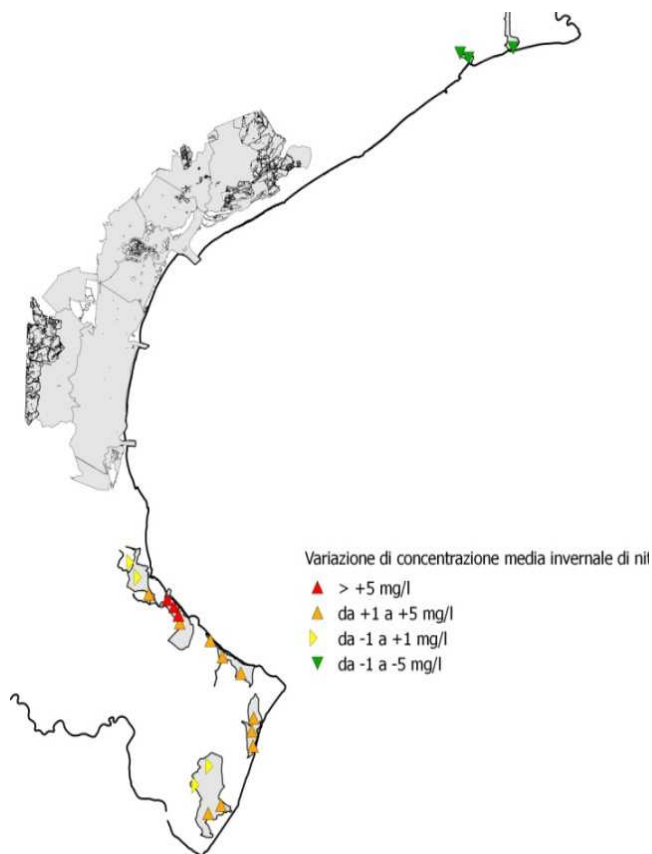 Variazione di concentrazione media invernale di nit
> +5 mg/l
da +1 a +5 mg/l
da -1 a +1 mg/l
da -1 a -5 mg/l